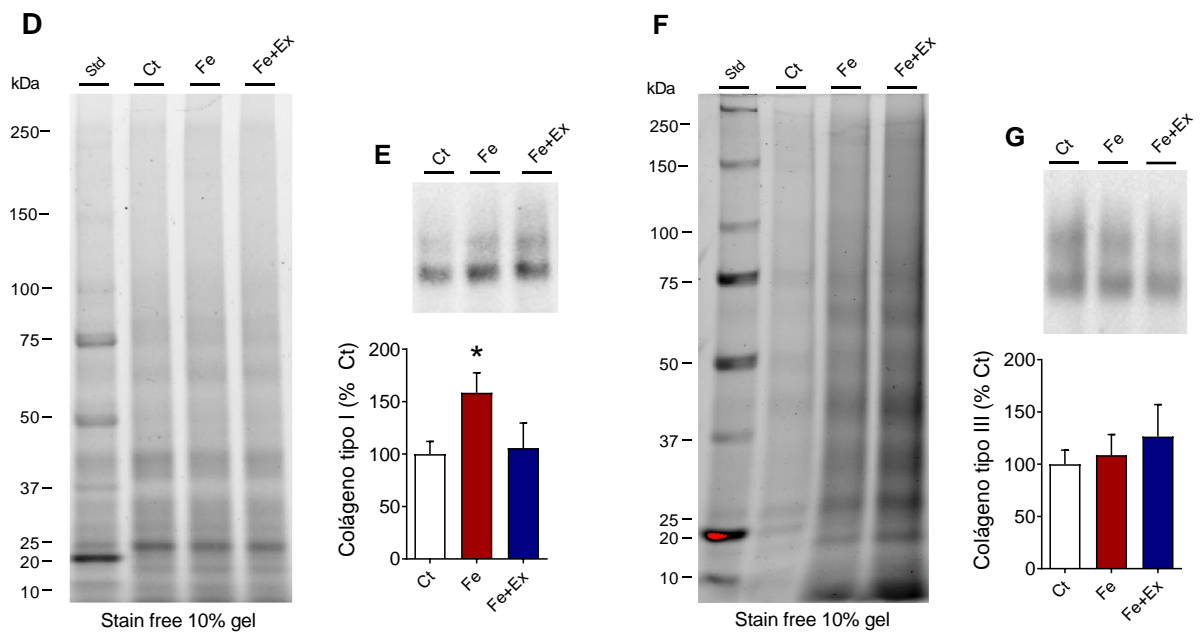 D
Std Ct Fe Fe+Ex
kDa
250
150
100
75
50
37
25
20
10
Stain free 10% gel
E
Ct Fe Fe+Ex
Colágeno tipo I (% Ct)
200
150
100
50
0
*
Ct Fe Fe+Ex
F
Std Ct Fe Fe+Ex
kDa
250
150
100
75
50
37
25
20
10
Stain free 10% gel
G
Ct Fe Fe+Ex
Colágeno tipo III (% Ct)
200
150
100
50
0
Ct Fe Fe+Ex